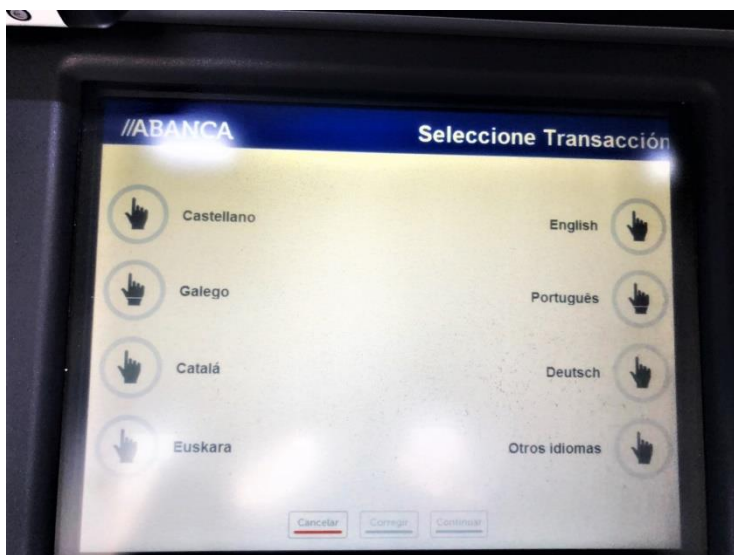 //ABANCA
Seleccione Transacción
Castellano
English
Galego
Português
Catalá
Deutsch
Euskara
Otros idiomas
Cancelar
Corregir
Continuar